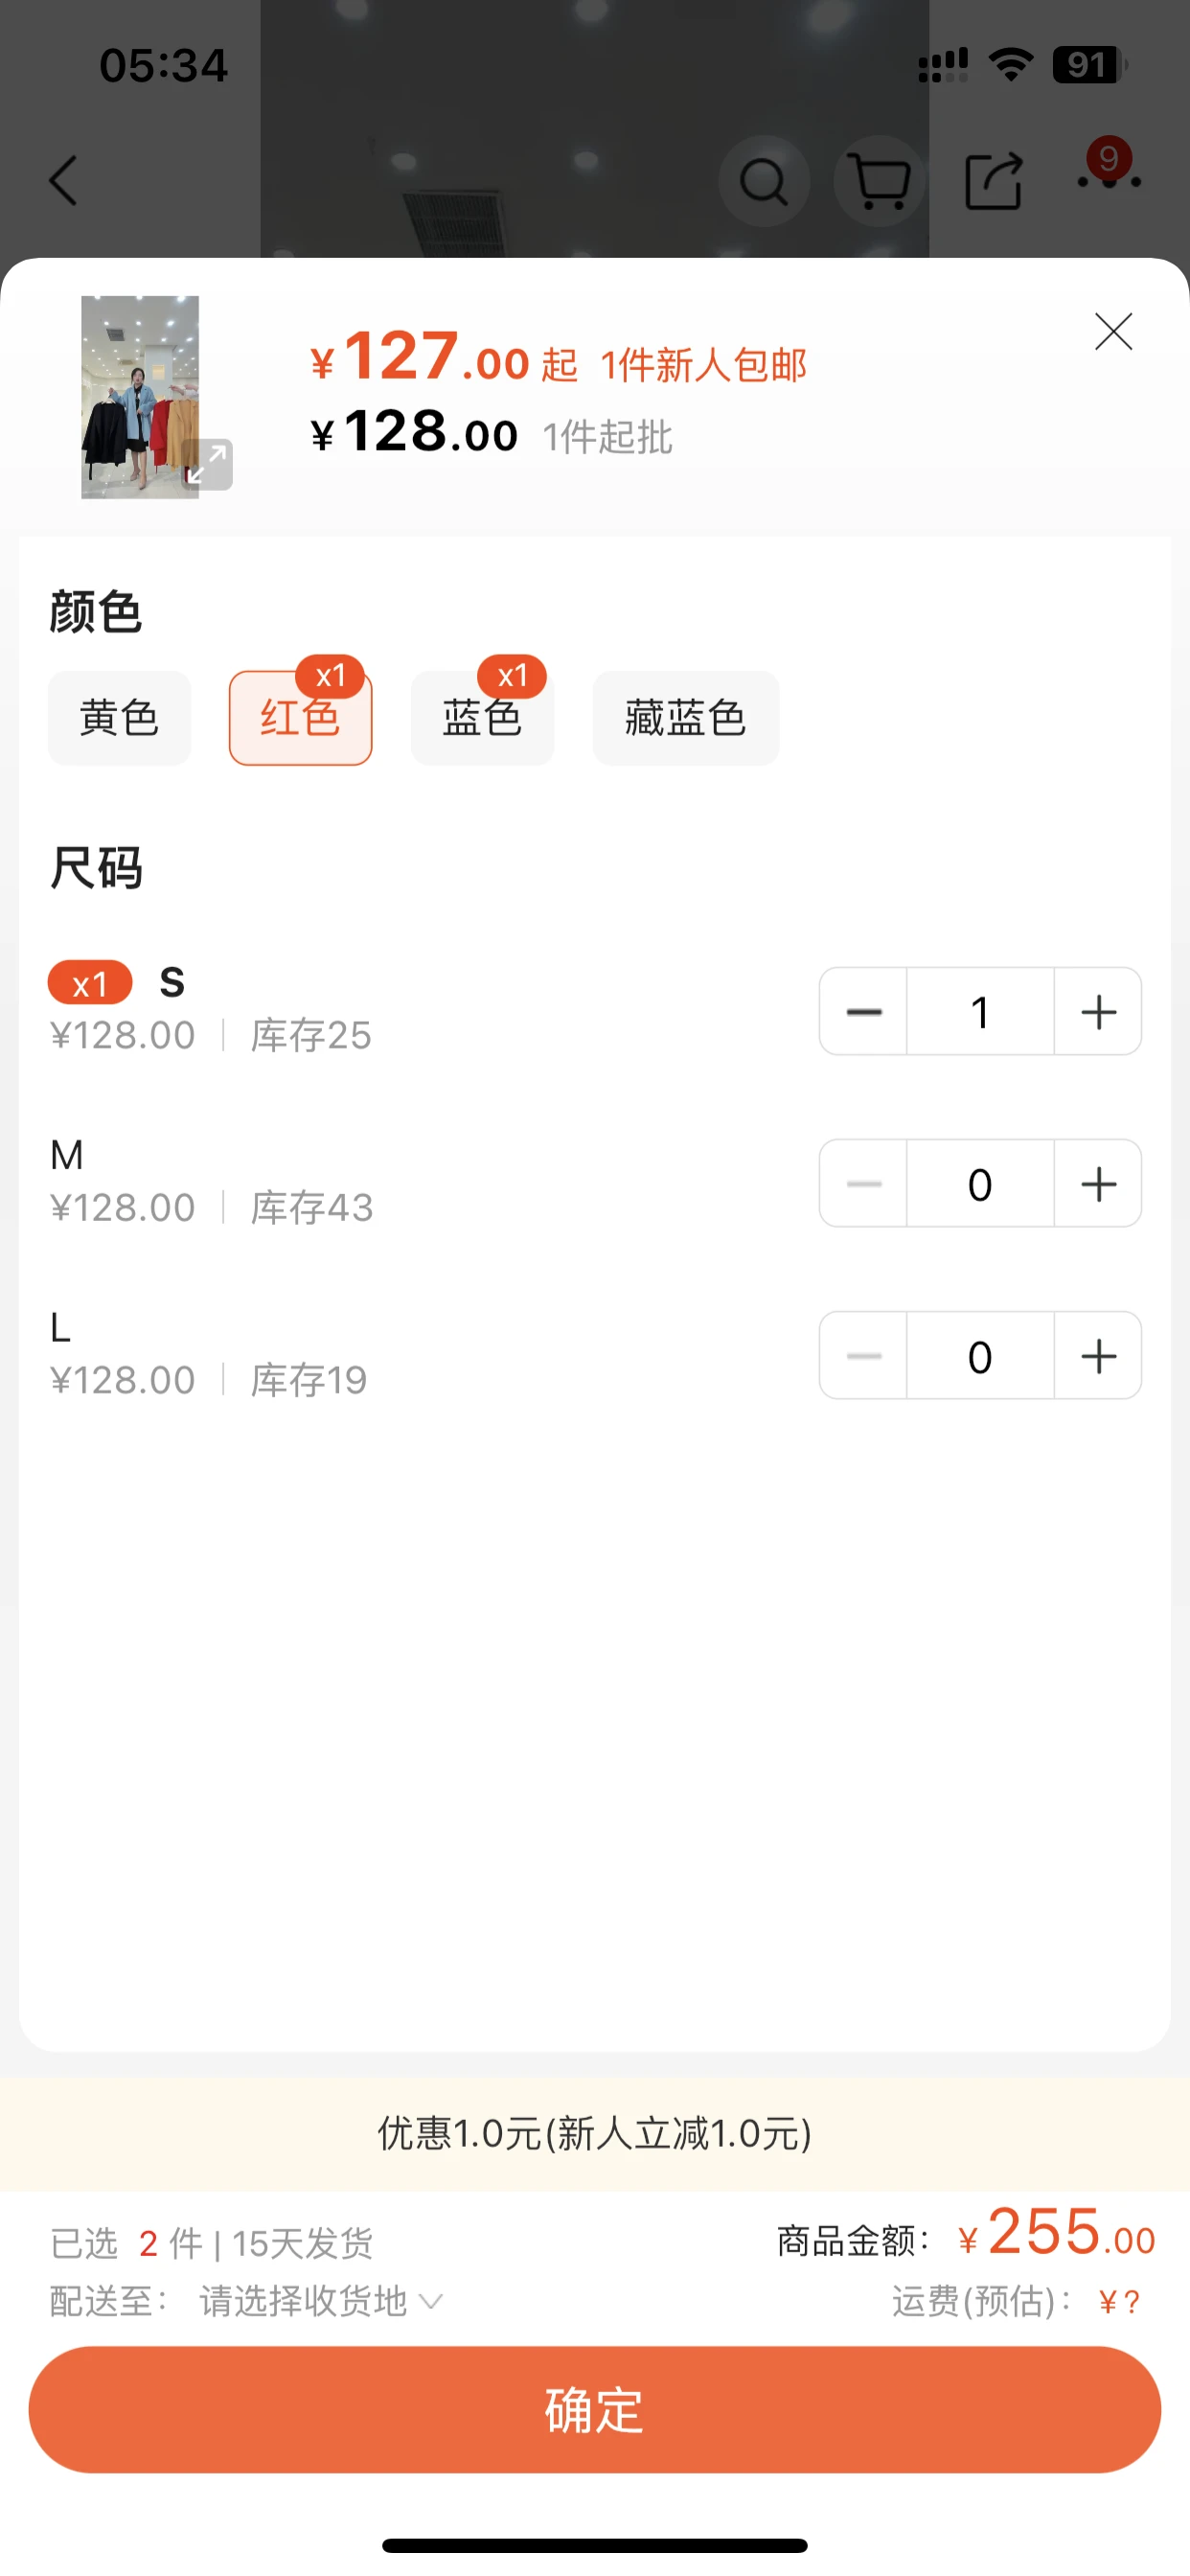 05:34
91
9
¥127.00起 1件新人包邮
¥128.00 1件起批
颜色
黄色
红色 x1
蓝色 x1
藏蓝色
尺码
x1 S
¥128.00 | 库存25
1
M
¥128.00 | 库存43
0
L
¥128.00 | 库存19
0
优惠1.0元(新人立减1.0元)
已选 2 件 | 15天发货
商品金额: ¥255.00
配送至: 请选择收货地
运费(预估): ¥?
确定